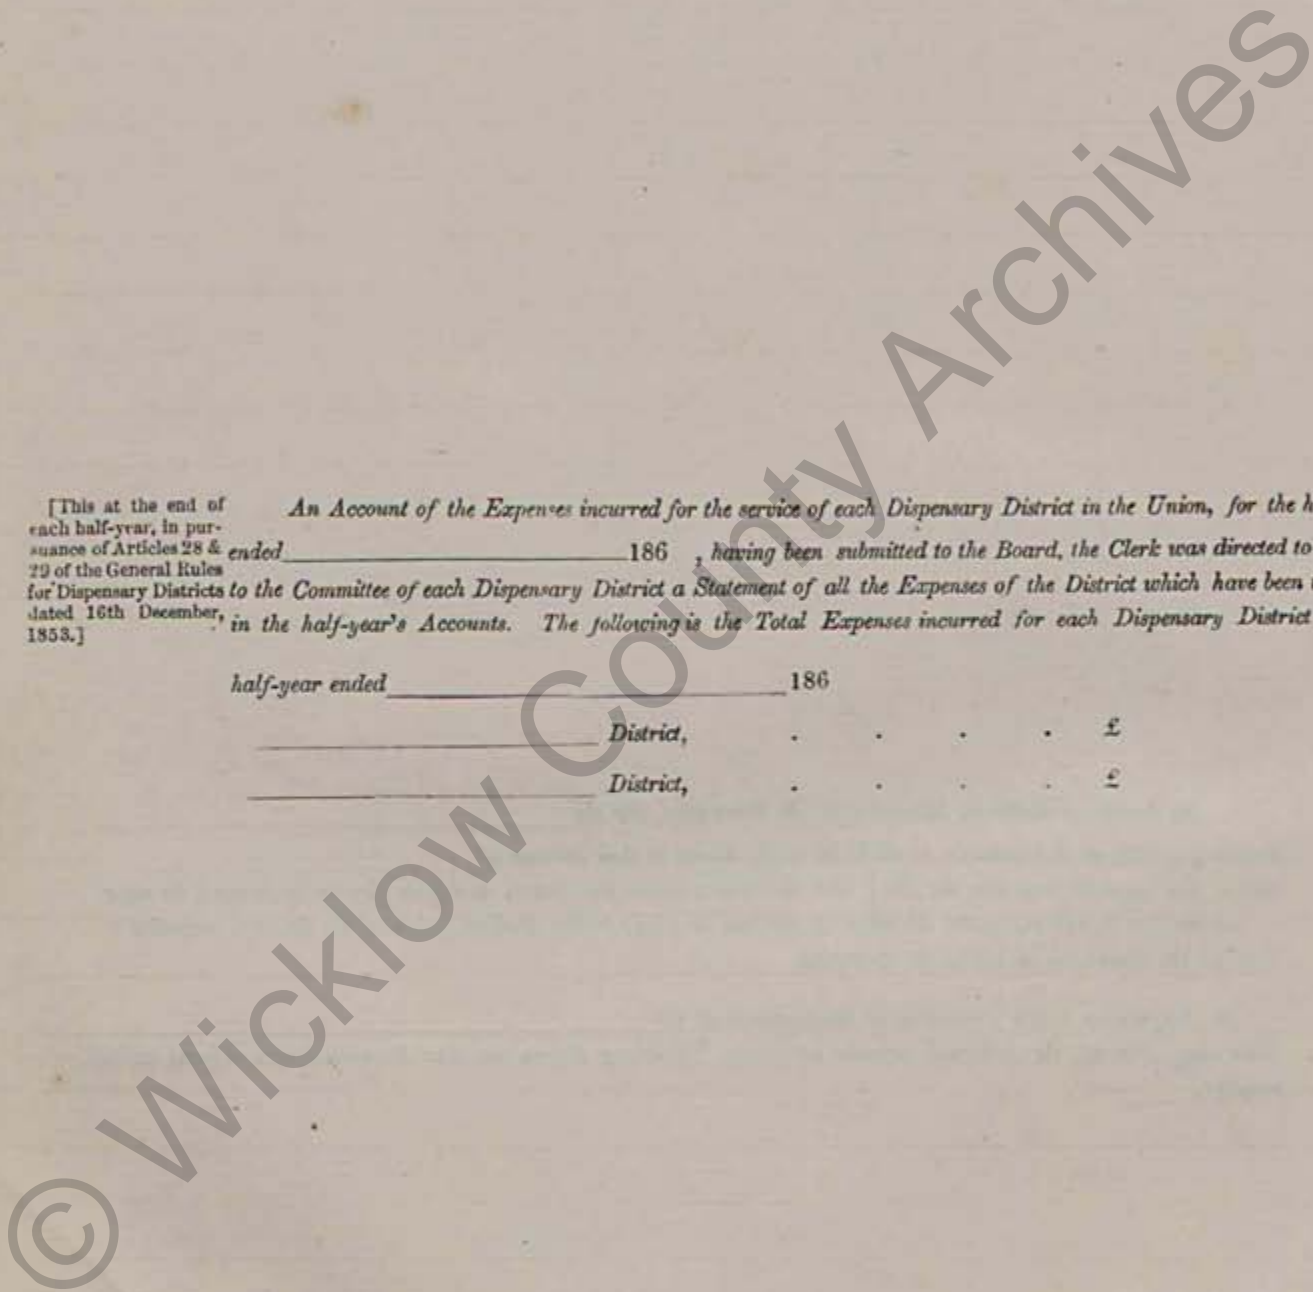 [This at the end of
each half-year, in pur-
suance of Articles 28 &
29 of the General Rules
for Dispensary Districts
dated 16th December,
1853.]
An Account of the Expenses incurred for the service of each Dispensary District in the Union, for the h
ended 186 , having been submitted to the Board, the Clerk was directed to
to the Committee of each Dispensary District a Statement of all the Expenses of the District which have been
in the half-year's Accounts. The following is the Total Expenses incurred for each Dispensary District
half-year ended 186
District, . . . . £
District, . . . . £
© Wicklow County Archives